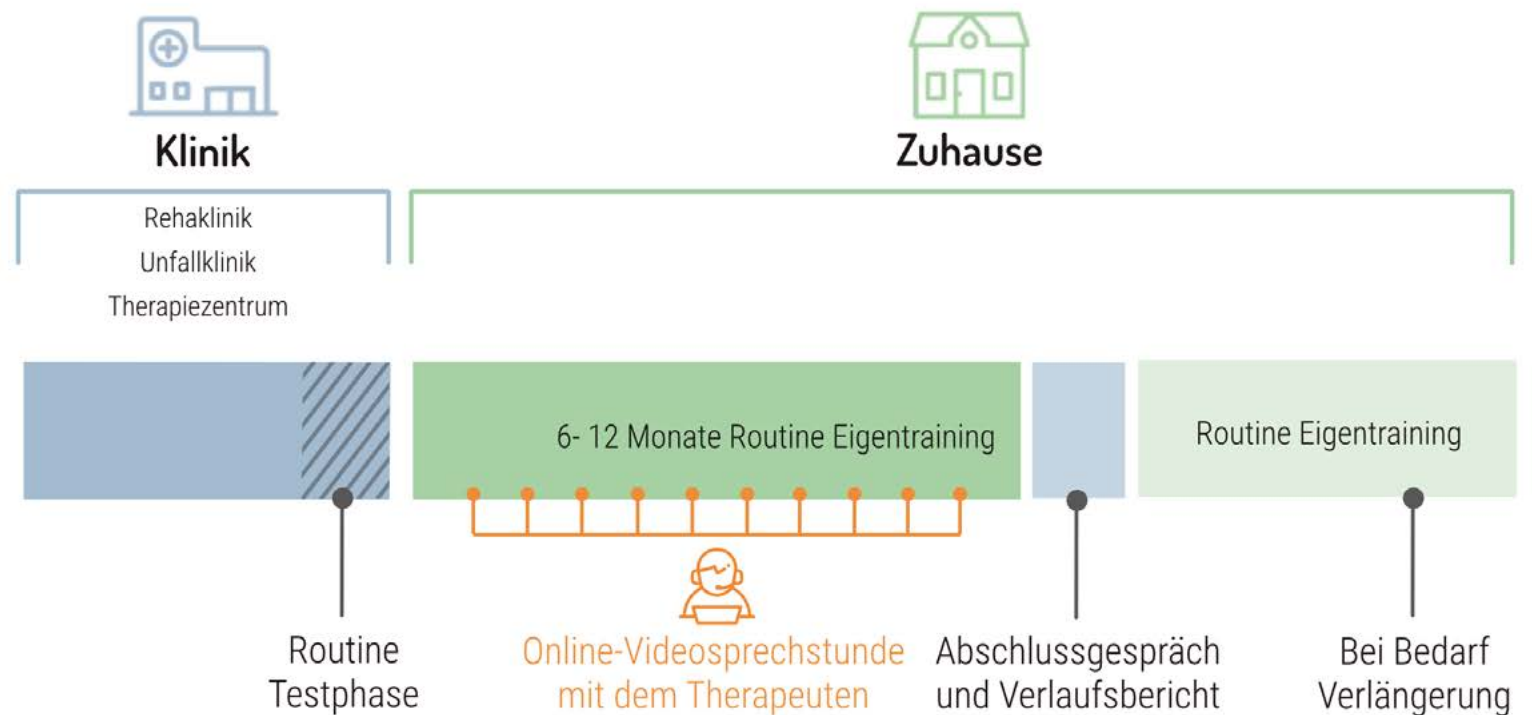 Klinik
Rehaklinik
Unfallklinik
Therapiezentrum
Zuhause
6- 12 Monate Routine Eigentraining
Routine Eigentraining
Routine
Testphase
Online-Videosprechstunde
mit dem Therapeuten
Abschlussgespräch
und Verlaufsbericht
Bei Bedarf
Verlängerung